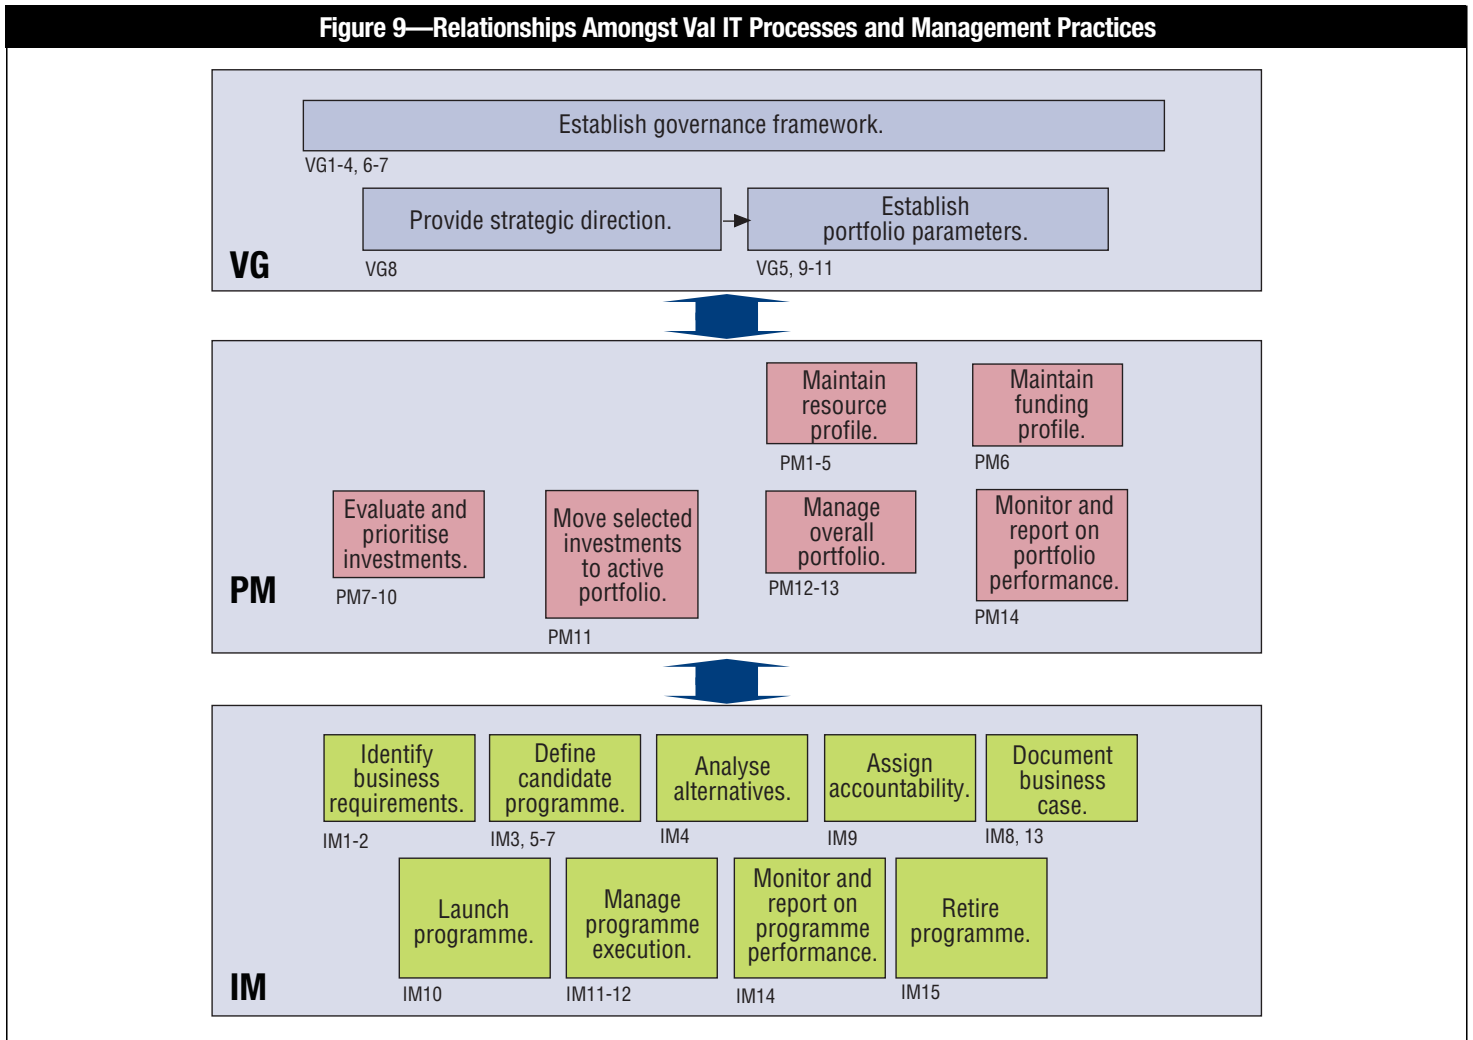 Figure 9—Relationships Amongst Val IT Processes and Management Practices
Establish governance framework.
VG1-4, 6-7
Provide strategic direction.
Establish
portfolio parameters.
VG
VG8
VG5, 9-11
Maintain
resource
profile.
PM1-5
Maintain
funding
profile.
PM6
Evaluate and
prioritise
investments.
PM7-10
Move selected
investments
to active
portfolio.
PM11
Manage
overall
portfolio.
PM12-13
Monitor and
report on
portfolio
performance.
PM14
PM
Identify
business
requirements.
IM1-2
Define
candidate
programme.
IM3, 5-7
Analyse
alternatives.
IM4
Assign
accountability.
IM9
Document
business
case.
IM8, 13
Launch
programme.
IM10
Manage
programme
execution.
IM11-12
Monitor and
report on
programme
performance.
IM14
Retire
programme.
IM15
IM